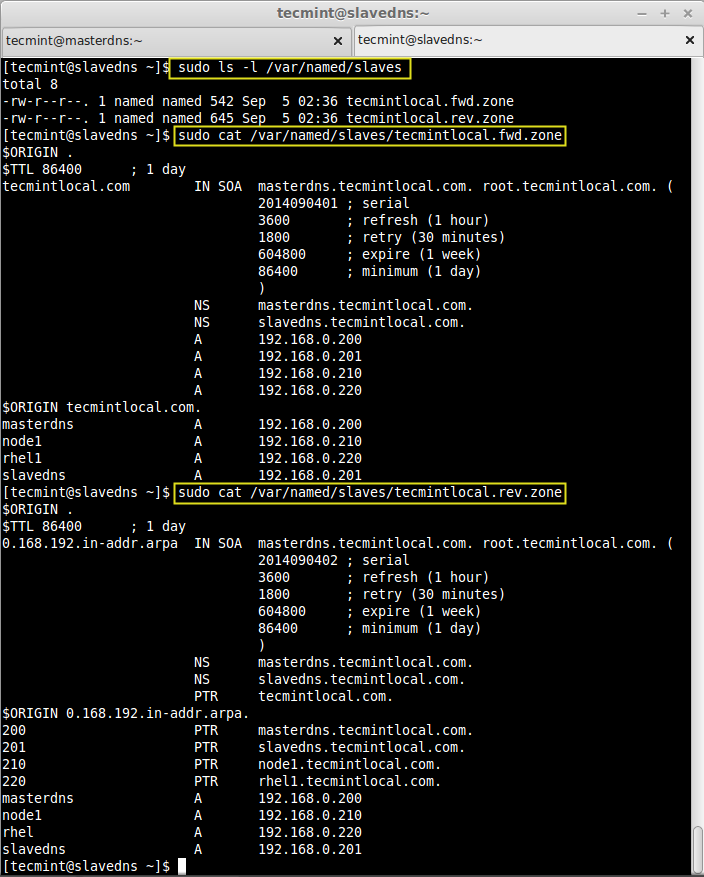 tecmint@slavedns:~
tecmint@masterdns:~
tecmint@slavedns:~
[tecmint@slavedns ~]$ sudo ls -l /var/named/slaves
total 8
-rw-r--r--. 1 named named 542 Sep  5 02:36 tecmintlocal.fwd.zone
-rw-r--r--. 1 named named 645 Sep  5 02:36 tecmintlocal.rev.zone
[tecmint@slavedns ~]$ sudo cat /var/named/slaves/tecmintlocal.fwd.zone
$ORIGIN .
$TTL 86400      ; 1 day
tecmintlocal.com        IN SOA  masterdns.tecmintlocal.com. root.tecmintlocal.com. (
                                2014090401 ; serial
                                3600       ; refresh (1 hour)
                                1800       ; retry (30 minutes)
                                604800     ; expire (1 week)
                                86400      ; minimum (1 day)
                                )
                        NS      masterdns.tecmintlocal.com.
                        NS      slavedns.tecmintlocal.com.
                        A       192.168.0.200
                        A       192.168.0.201
                        A       192.168.0.210
                        A       192.168.0.220
$ORIGIN tecmintlocal.com.
masterdns               A       192.168.0.200
node1                   A       192.168.0.210
rhel1                   A       192.168.0.220
slavedns                A       192.168.0.201
[tecmint@slavedns ~]$ sudo cat /var/named/slaves/tecmintlocal.rev.zone
$ORIGIN .
$TTL 86400      ; 1 day
0.168.192.in-addr.arpa  IN SOA  masterdns.tecmintlocal.com. root.tecmintlocal.com. (
                                2014090402 ; serial
                                3600       ; refresh (1 hour)
                                1800       ; retry (30 minutes)
                                604800     ; expire (1 week)
                                86400      ; minimum (1 day)
                                )
                        NS      masterdns.tecmintlocal.com.
                        NS      slavedns.tecmintlocal.com.
                        PTR     tecmintlocal.com.
$ORIGIN 0.168.192.in-addr.arpa.
200                     PTR     masterdns.tecmintlocal.com.
201                     PTR     slavedns.tecmintlocal.com.
210                     PTR     node1.tecmintlocal.com.
220                     PTR     rhel1.tecmintlocal.com.
masterdns               A       192.168.0.200
node1                   A       192.168.0.210
rhel                    A       192.168.0.220
slavedns                A       192.168.0.201
[tecmint@slavedns ~]$